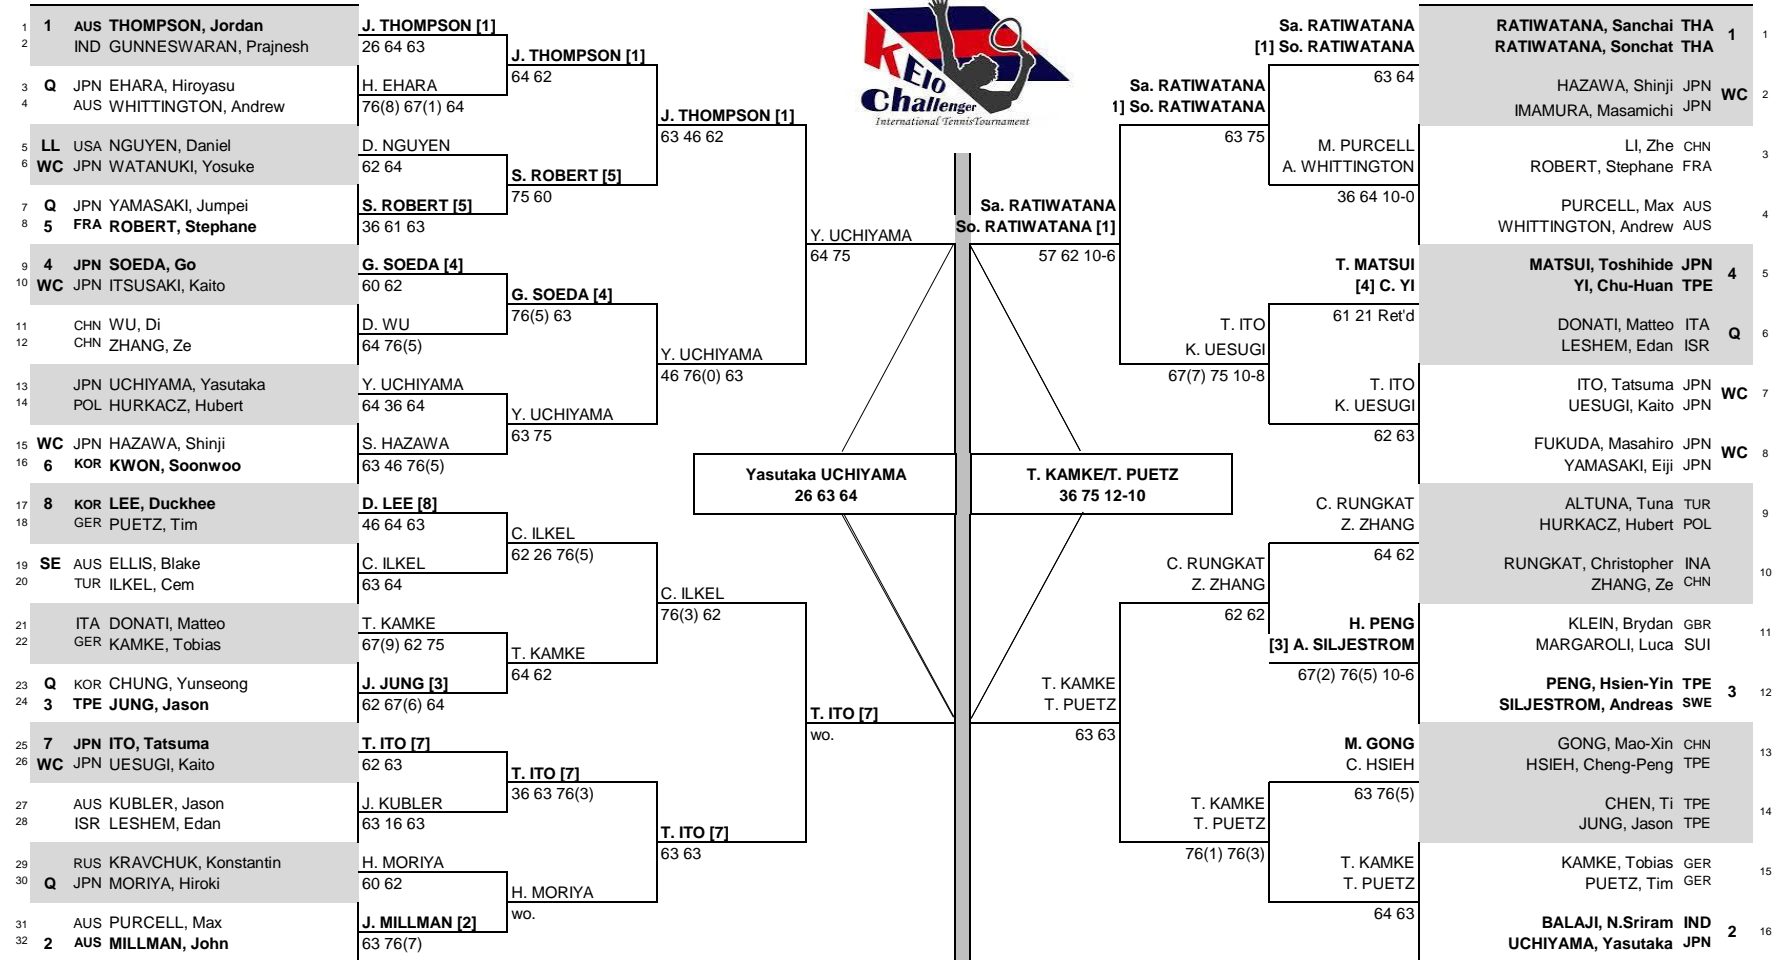 KEIO
Challenger
International TennisTournament
1 1 AUS THOMPSON, Jordan
2 IND GUNNESWARAN, Prajnesh
3 Q JPN EHARA, Hiroyasu
4 AUS WHITTINGTON, Andrew
5 LL USA NGUYEN, Daniel
6 WC JPN WATANUKI, Yosuke
7 Q JPN YAMASAKI, Jumpei
8 5 FRA ROBERT, Stephane
9 4 JPN SOEDA, Go
10 WC JPN ITSUSAKI, Kaito
11 CHN WU, Di
12 CHN ZHANG, Ze
13 JPN UCHIYAMA, Yasutaka
14 POL HURKACZ, Hubert
15 WC JPN HAZAWA, Shinji
16 6 KOR KWON, Soonwoo
17 8 KOR LEE, Duckhee
18 GER PUETZ, Tim
19 SE AUS ELLIS, Blake
20 TUR ILKEL, Cem
21 ITA DONATI, Matteo
22 GER KAMKE, Tobias
23 Q KOR CHUNG, Yunseong
24 3 TPE JUNG, Jason
25 7 JPN ITO, Tatsuma
26 WC JPN UESUGI, Kaito
27 AUS KUBLER, Jason
28 ISR LESHEM, Edan
29 RUS KRAVCHUK, Konstantin
30 Q JPN MORIYA, Hiroki
31 AUS PURCELL, Max
32 2 AUS MILLMAN, John
J. THOMPSON [1]
26 64 63
H. EHARA
76(8) 67(1) 64
D. NGUYEN
62 64
S. ROBERT [5]
36 61 63
G. SOEDA [4]
60 62
D. WU
64 76(5)
Y. UCHIYAMA
64 36 64
S. HAZAWA
63 46 76(5)
D. LEE [8]
46 64 63
C. ILKEL
63 64
T. KAMKE
67(9) 62 75
J. JUNG [3]
62 67(6) 64
T. ITO [7]
62 63
J. KUBLER
63 16 63
H. MORIYA
60 62
J. MILLMAN [2]
63 76(7)
J. THOMPSON [1]
64 62
S. ROBERT [5]
75 60
G. SOEDA [4]
76(5) 63
Y. UCHIYAMA
63 75
C. ILKEL
62 26 76(5)
T. KAMKE
64 62
T. ITO [7]
36 63 76(3)
H. MORIYA
wo.
J. THOMPSON [1]
63 46 62
Y. UCHIYAMA
46 76(0) 63
C. ILKEL
76(3) 62
T. ITO [7]
63 63
Y. UCHIYAMA
64 75
T. ITO [7]
wo.
Yasutaka UCHIYAMA
26 63 64
T. KAMKE/T. PUETZ
36 75 12-10
Sa. RATIWATANA
So. RATIWATANA [1]
57 62 10-6
T. KAMKE
T. PUETZ
63 63
Sa. RATIWATANA
1] So. RATIWATANA
63 75
T. ITO
K. UESUGI
67(7) 75 10-8
C. RUNGKAT
Z. ZHANG
62 62
T. KAMKE
T. PUETZ
76(1) 76(3)
Sa. RATIWATANA
[1] So. RATIWATANA
63 64
M. PURCELL
A. WHITTINGTON
36 64 10-0
T. MATSUI
[4] C. YI
61 21 Ret'd
T. ITO
K. UESUGI
62 63
C. RUNGKAT
Z. ZHANG
64 62
H. PENG
[3] A. SILJESTROM
67(2) 76(5) 10-6
M. GONG
C. HSIEH
63 76(5)
T. KAMKE
T. PUETZ
64 63
RATIWATANA, Sanchai THA 1 1
RATIWATANA, Sonchat THA
HAZAWA, Shinji JPN WC 2
IMAMURA, Masamichi JPN
LI, Zhe CHN 3
ROBERT, Stephane FRA
PURCELL, Max AUS 4
WHITTINGTON, Andrew AUS
MATSUI, Toshihide JPN 4 5
YI, Chu-Huan TPE
DONATI, Matteo ITA Q 6
LESHEM, Edan ISR
ITO, Tatsuma JPN WC 7
UESUGI, Kaito JPN
FUKUDA, Masahiro JPN WC 8
YAMASAKI, Eiji JPN
ALTUNA, Tuna TUR 9
HURKACZ, Hubert POL
RUNGKAT, Christopher INA 10
ZHANG, Ze CHN
KLEIN, Brydan GBR 11
MARGAROLI, Luca SUI
PENG, Hsien-Yin TPE 3 12
SILJESTROM, Andreas SWE
GONG, Mao-Xin CHN 13
HSIEH, Cheng-Peng TPE
CHEN, Ti TPE 14
JUNG, Jason TPE
KAMKE, Tobias GER 15
PUETZ, Tim GER
BALAJI, N.Sriram IND 2 16
UCHIYAMA, Yasutaka JPN